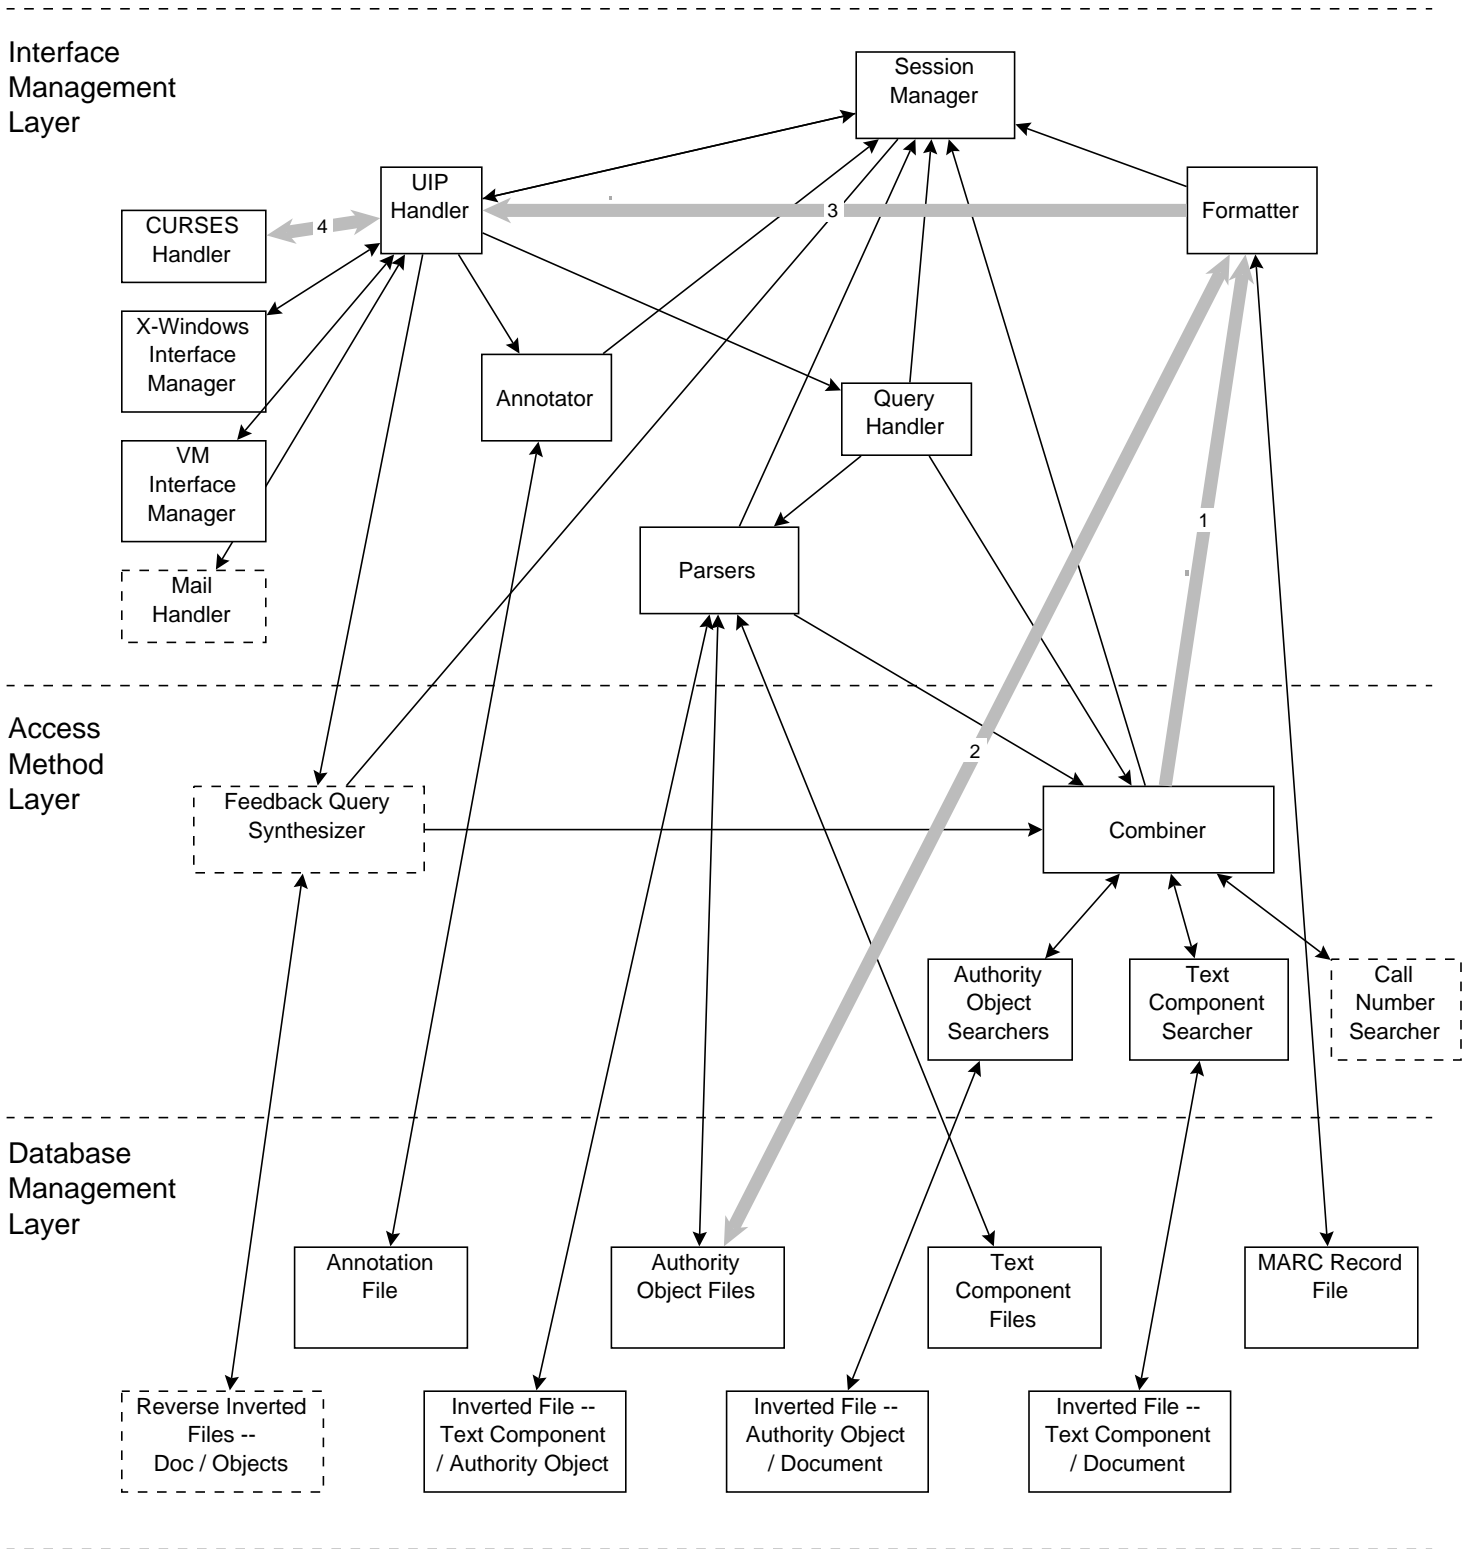 Interface
Management
Layer
Session
Manager
UIP
Handler
3
Formatter
CURSES
Handler
4
X-Windows
Interface
Manager
Annotator
Query
Handler
VM
Interface
Manager
1
Parsers
Mail
Handler
Access
Method
Layer
2
Feedback Query
Synthesizer
Combiner
Authority
Object
Searchers
Text
Component
Searcher
Call
Number
Searcher
Database
Management
Layer
Annotation
File
Authority
Object Files
Text
Component
Files
MARC Record
File
Reverse Inverted
Files --
Doc / Objects
Inverted File --
Text Component
/ Authority Object
Inverted File --
Authority Object
/ Document
Inverted File --
Text Component
/ Document